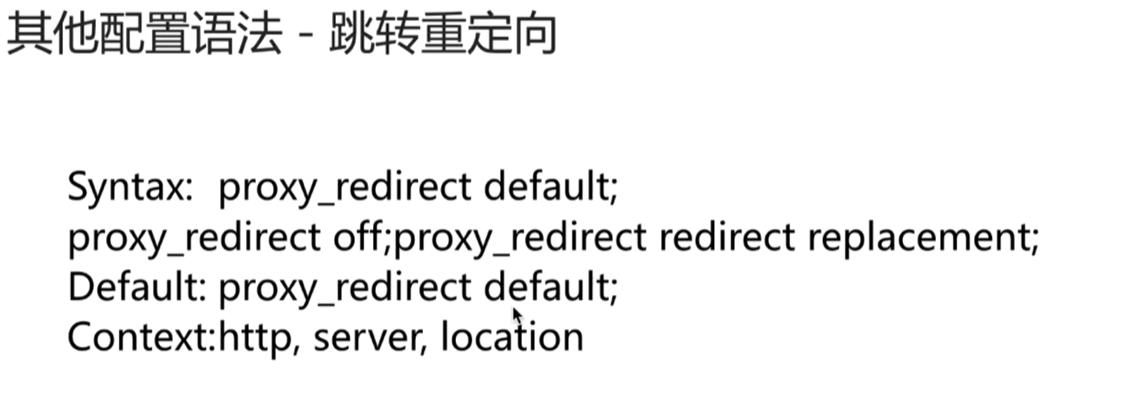 其他配置语法 - 跳转重定向
Syntax: proxy_redirect default;
proxy_redirect off;proxy_redirect redirect replacement;
Default: proxy_redirect default;
Context:http, server, location